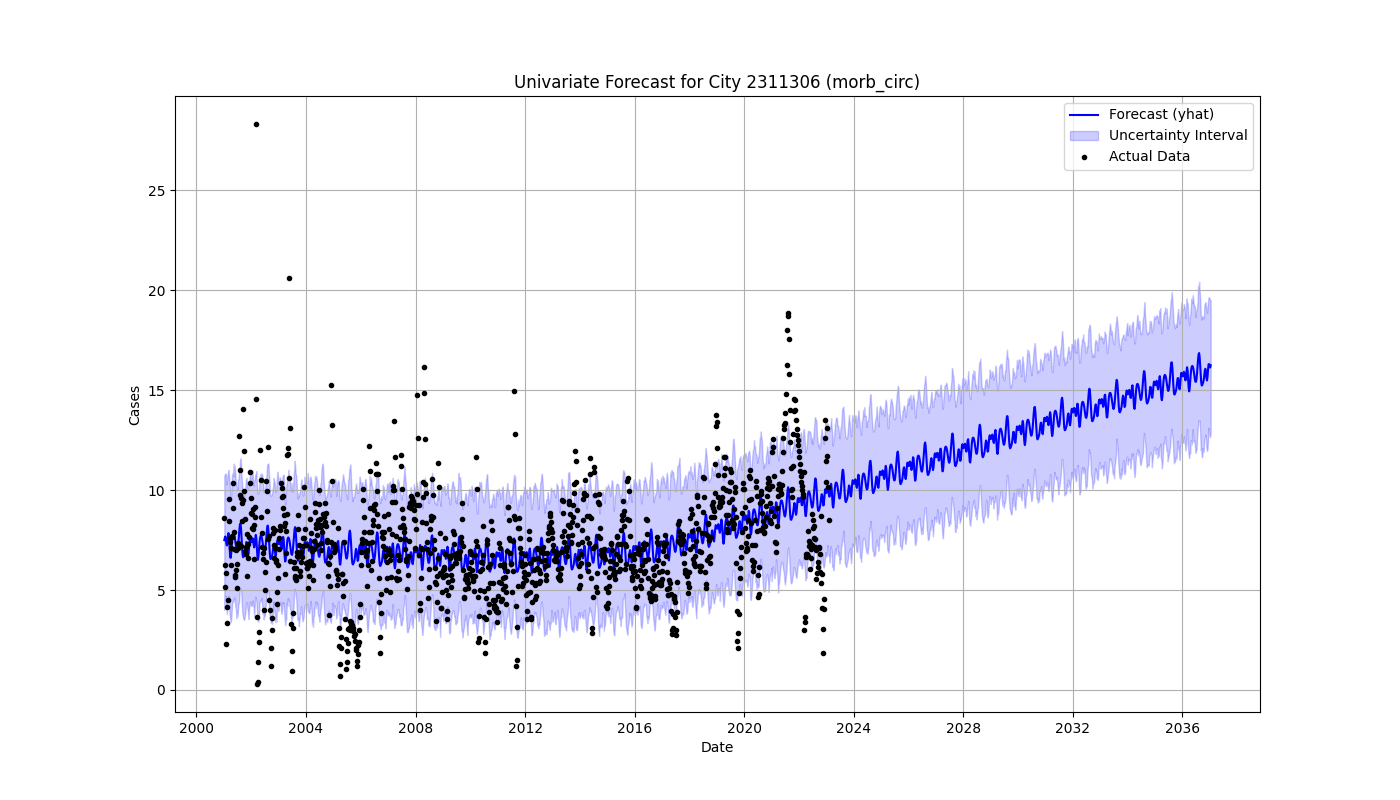 Univariate Forecast for City 2311306 (morb_circ)
Forecast (yhat)
Uncertainty Interval
Actual Data
25
20
15
10
5
0
Cases
2000 2004 2008 2012 2016 2020 2024 2028 2032 2036
Date